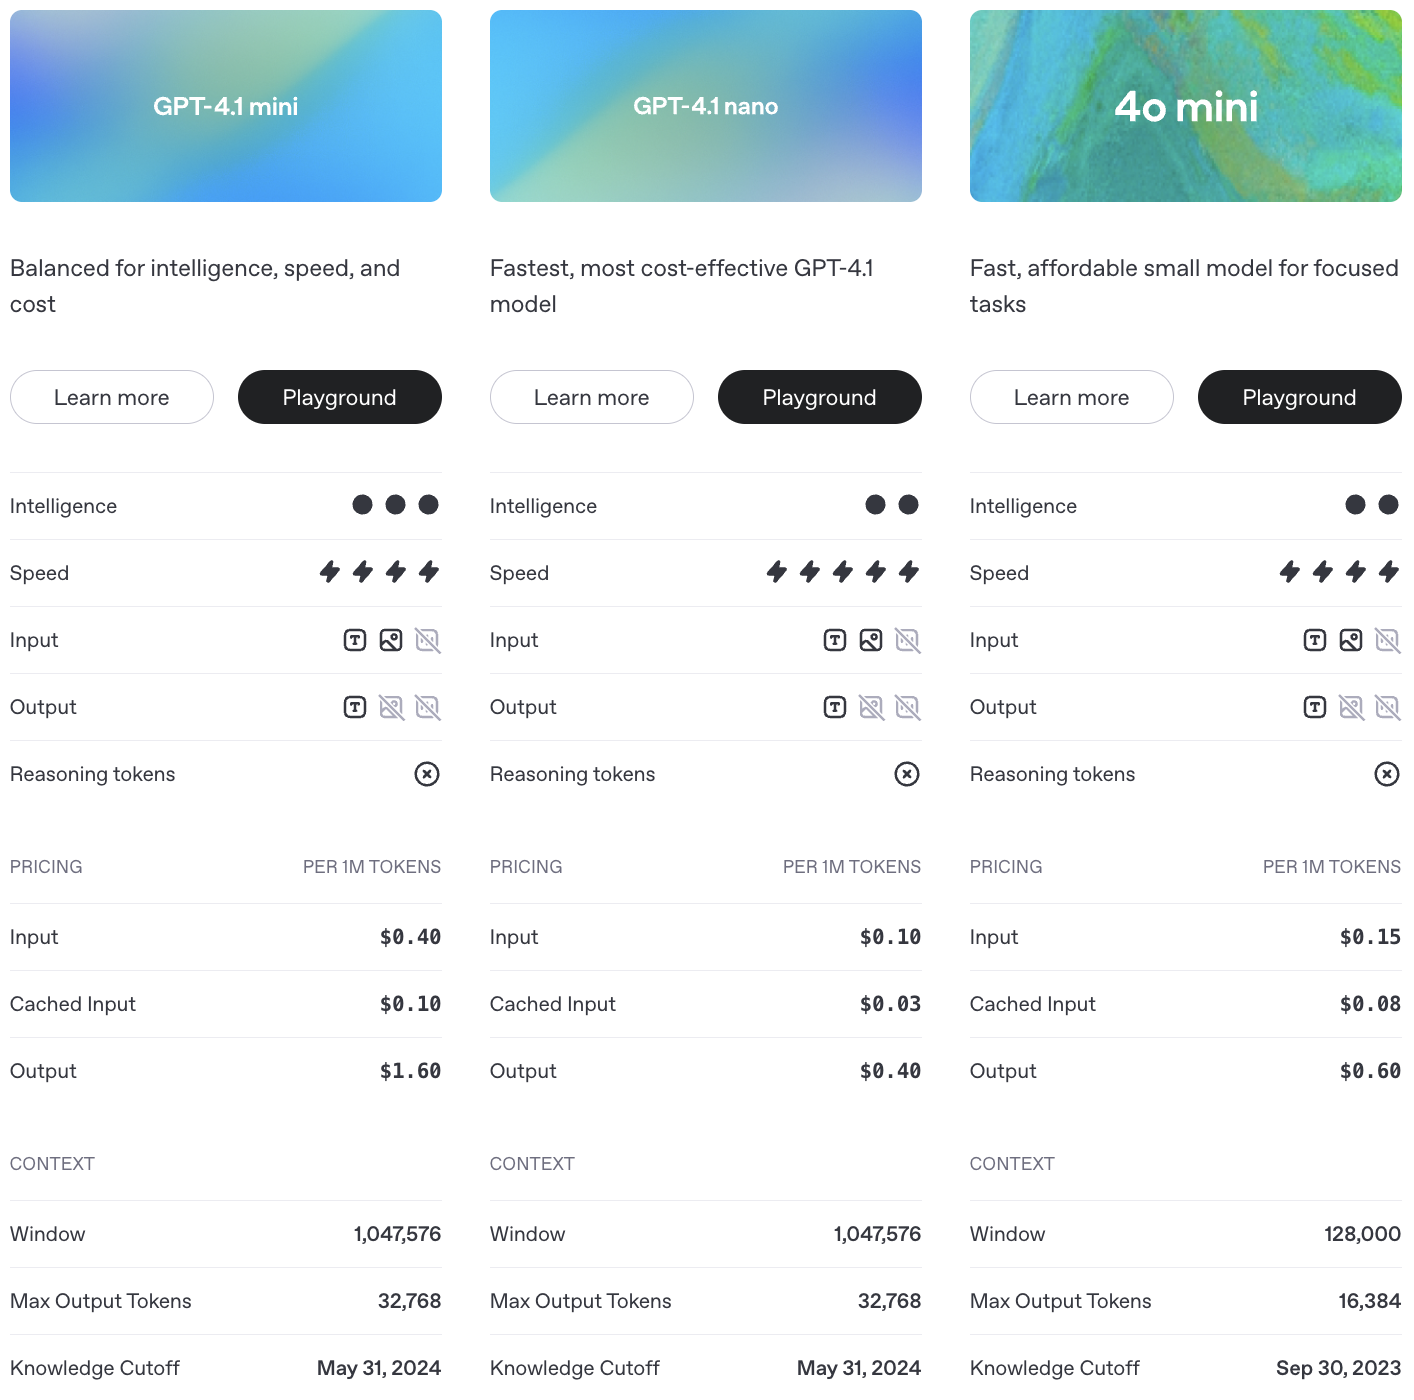 GPT-4.1 mini
Balanced for intelligence, speed, and
cost
Learn more
Playground
Intelligence
Speed
Input
T
Output
T
Reasoning tokens
PRICING
PER 1M TOKENS
Input
$0.40
Cached Input
$0.10
Output
$1.60
CONTEXT
Window
1,047,576
Max Output Tokens
32,768
Knowledge Cutoff
May 31, 2024
GPT-4.1 nano
Fastest, most cost-effective GPT-4.1
model
Learn more
Playground
Intelligence
Speed
Input
T
Output
T
Reasoning tokens
PRICING
PER 1M TOKENS
Input
$0.10
Cached Input
$0.03
Output
$0.40
CONTEXT
Window
1,047,576
Max Output Tokens
32,768
Knowledge Cutoff
May 31, 2024
4o mini
Fast, affordable small model for focused
tasks
Learn more
Playground
Intelligence
Speed
Input
T
Output
T
Reasoning tokens
PRICING
PER 1M TOKENS
Input
$0.15
Cached Input
$0.08
Output
$0.60
CONTEXT
Window
128,000
Max Output Tokens
16,384
Knowledge Cutoff
Sep 30, 2023